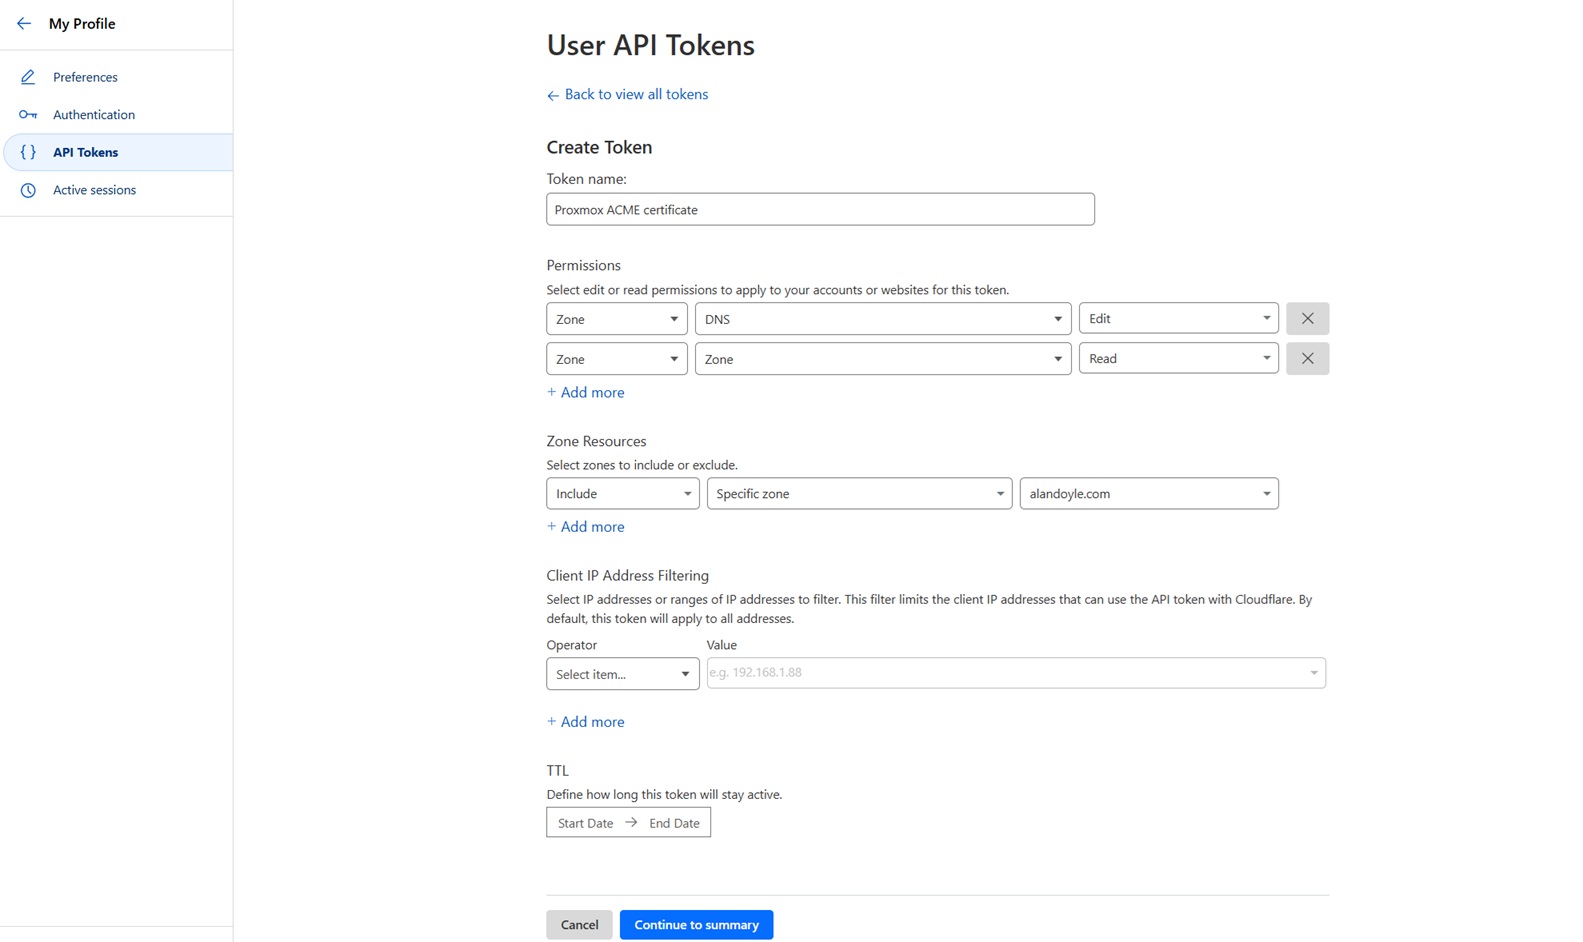 My Profile
Preferences
Authentication
API Tokens
Active sessions
User API Tokens
← Back to view all tokens
Create Token
Token name:
Proxmox ACME certificate
Permissions
Select edit or read permissions to apply to your accounts or websites for this token.
Zone DNS Edit
Zone Zone Read
+ Add more
Zone Resources
Select zones to include or exclude.
Include Specific zone alandoyle.com
+ Add more
Client IP Address Filtering
Select IP addresses or ranges of IP addresses to filter. This filter limits the client IP addresses that can use the API token with Cloudflare. By
default, this token will apply to all addresses.
Operator Value
Select item... e.g. 192.168.1.88
+ Add more
TTL
Define how long this token will stay active.
Start Date → End Date
Cancel Continue to summary